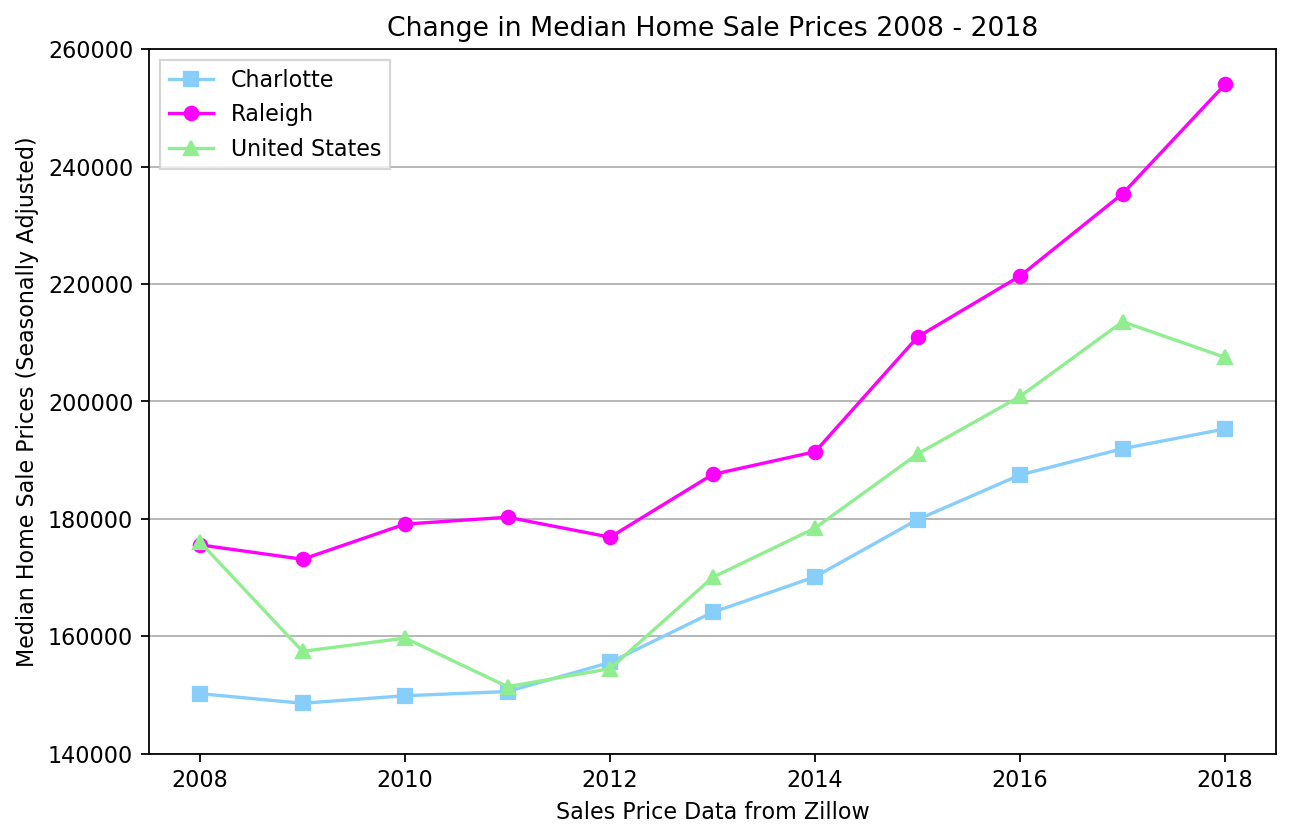 Change in Median Home Sale Prices 2008 - 2018
260000
240000
220000
200000
180000
160000
140000
Median Home Sale Prices (Seasonally Adjusted)
Charlotte
Raleigh
United States
2008 2010 2012 2014 2016 2018
Sales Price Data from Zillow